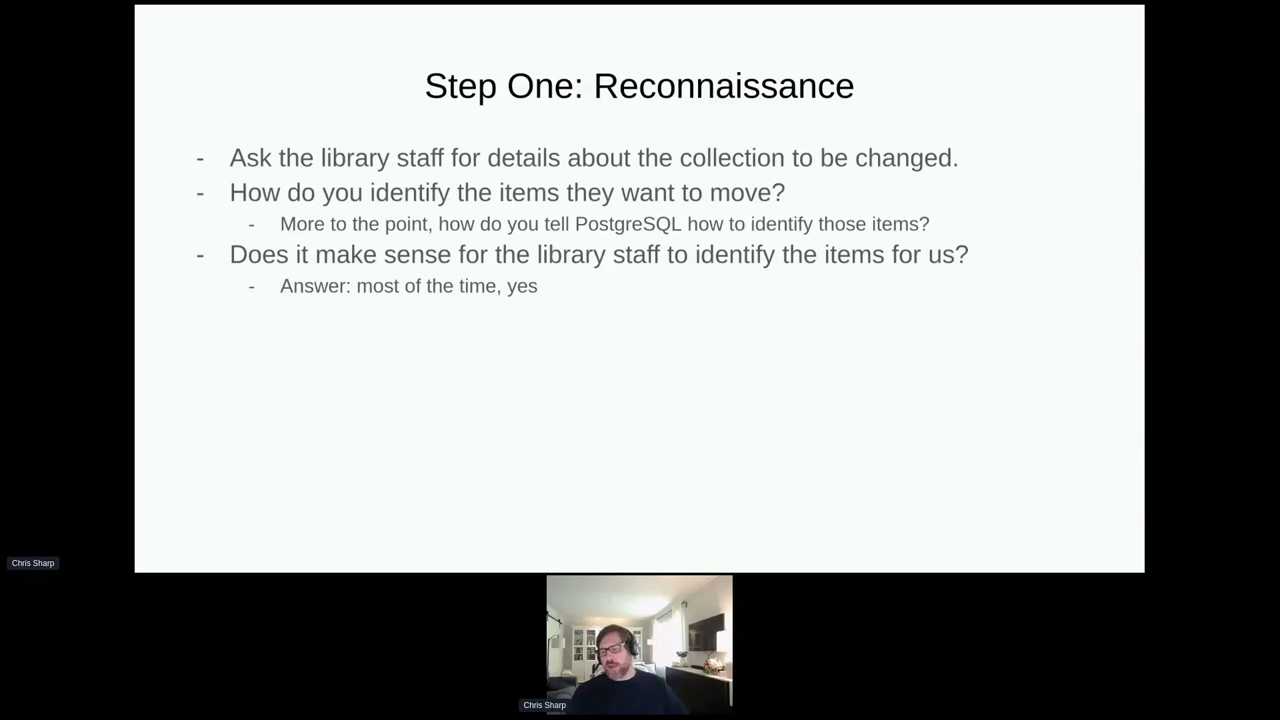 Step One: Reconnaissance
- Ask the library staff for details about the collection to be changed.
- How do you identify the items they want to move?
- More to the point, how do you tell PostgreSQL how to identify those items?
- Does it make sense for the library staff to identify the items for us?
- Answer: most of the time, yes
Chris Sharp
Chris Sharp